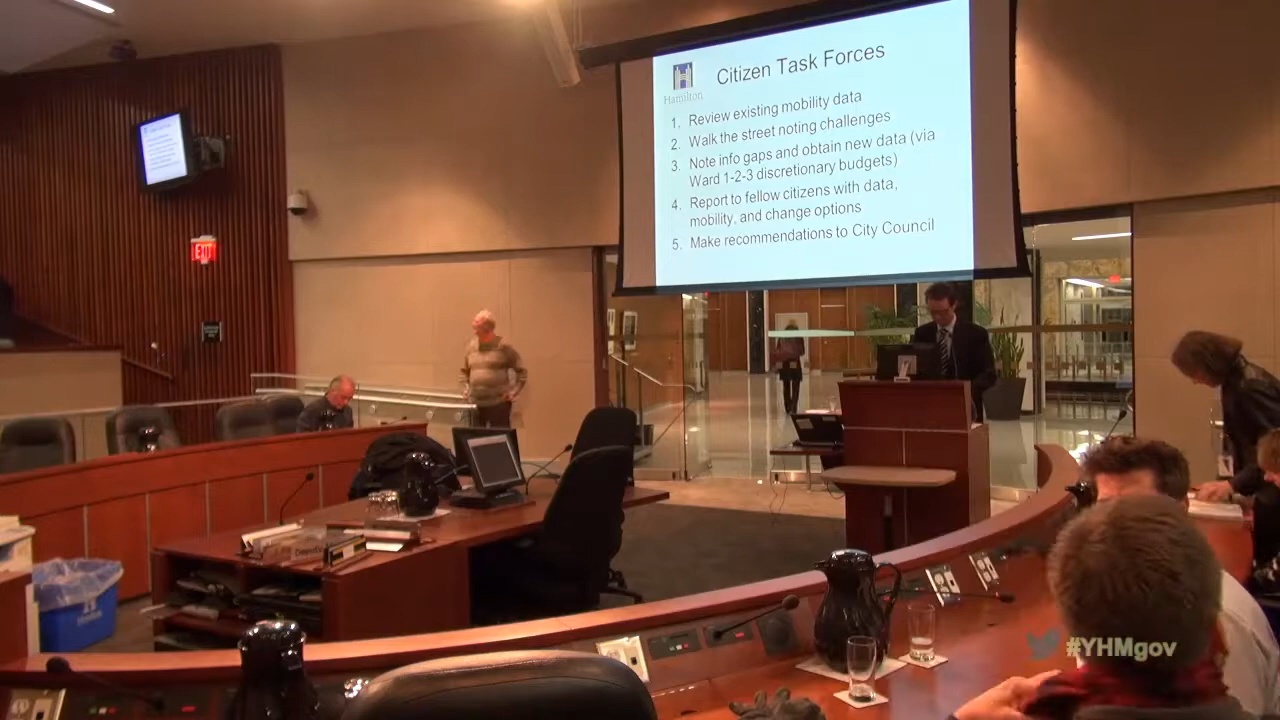 Citizen Task Forces
Hamilton
1. Review existing mobility data
2. Walk the street noting challenges
3. Note info gaps and obtain new data (via
Ward 1-2-3 discretionary budgets)
4. Report to fellow citizens with data,
mobility, and change options
5. Make recommendations to City Council
EXIT
#YHMgov